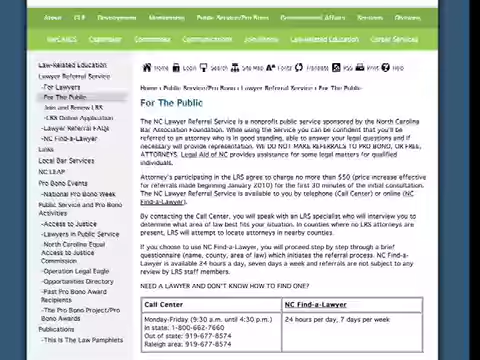 About CLE Development Membership Public Service/Pro Bono Governmental Affairs Sections Divisions
BarCARES Committees Communications Law-Related Education Career Services
Home Login Search Site Map Fonts Translate RSS Print Help
Law-Related Education
Lawyer Referral Service
-For Lawyers
-For The Public
Join and Renew LRS
-LRS Online Application
-Lawyer Referral FAQs
-NC Find-a-Lawyer
Links
Local Bar Services
NC LEAP
Pro Bono Events
-National Pro Bono Week
Public Service and Pro Bono
Activities
-Access to Justice
-Lawyers in Public Service
-North Carolina Equal
Access to Justice
Commission
-Operation Legal Eagle
-Opportunities Directory
-Past Pro Bono Award
Recipients
-The Pro Bono Project/Pro
Bono Awards
Publications
-This Is The Law Pamphlets
Home › Public Service/Pro Bono › Lawyer Referral Service › For The Public
For The Public
The NC Lawyer Referral Service is a nonprofit public service sponsored by the North Carolina
Bar Association Foundation. When using the Service you can be confident that you'll be
referred to an attorney who is in good standing, able to answer your legal questions and if
necessary will provide representation. WE DO NOT MAKE REFERRALS TO PRO BONO, OR FREE,
ATTORNEYS. Legal Aid of NC provides assistance for some legal matters for qualified
individuals.
Attorney's participating in the LRS agree to charge no more than $50 (price increase effective
for referrals made beginning January 2010) for the first 30 minutes of the initial consultation.
The NC Lawyer Referral Service is available to you by telephone (Call Center) or online (NC
Find-a-Lawyer).
By contacting the Call Center, you will speak with an LRS specialist who will interview you to
determine what area of law best fits your situation. In counties where no LRS attorneys are
present, LRS will attempt to locate attorneys in nearby counties.
If you choose to use NC Find-a-Lawyer, you will proceed step by step through a brief
questionnaire (name, county, area of law) which initiates the referral process. NC Find-a-
Lawyer is available 24 hours a day, seven days a week and referrals are not subject to any
review by LRS staff members.
NEED A LAWYER AND DON'T KNOW HOW TO FIND ONE?
Call Center NC Find-a-Lawyer
Monday-Friday (9:30 a.m. until 4:30 p.m.) 24 hours per day, 7 days per week
In state: 1-800-662-7660
Out of state: 919-677-8574
Raleigh area: 919-677-8574